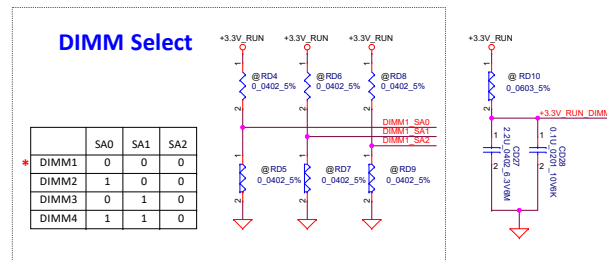 DIMM Select
+3.3V_RUN +3.3V_RUN +3.3V_RUN +3.3V_RUN
1 1 1 1
@RD4 @RD6 @RD8 @ RD10
0_0402_5% 0_0402_5% 0_0402_5% 0_0603_5%
2 2 2 2
+3.3V_RUN_DIMM
DIMM1_SA0
DIMM1_SA1
DIMM1_SA2
SA0 SA1 SA2
* DIMM1 0 0 0
DIMM2 1 0 0
DIMM3 0 1 0
DIMM4 1 1 0
1 1 1
@RD5 @RD7 @RD9
0_0402_5% 0_0402_5% 0_0402_5%
2 2 2
1 1
CD27
2.2U_0402_6.3V6M
CD28
0.1U_0201_10V6K
2 2